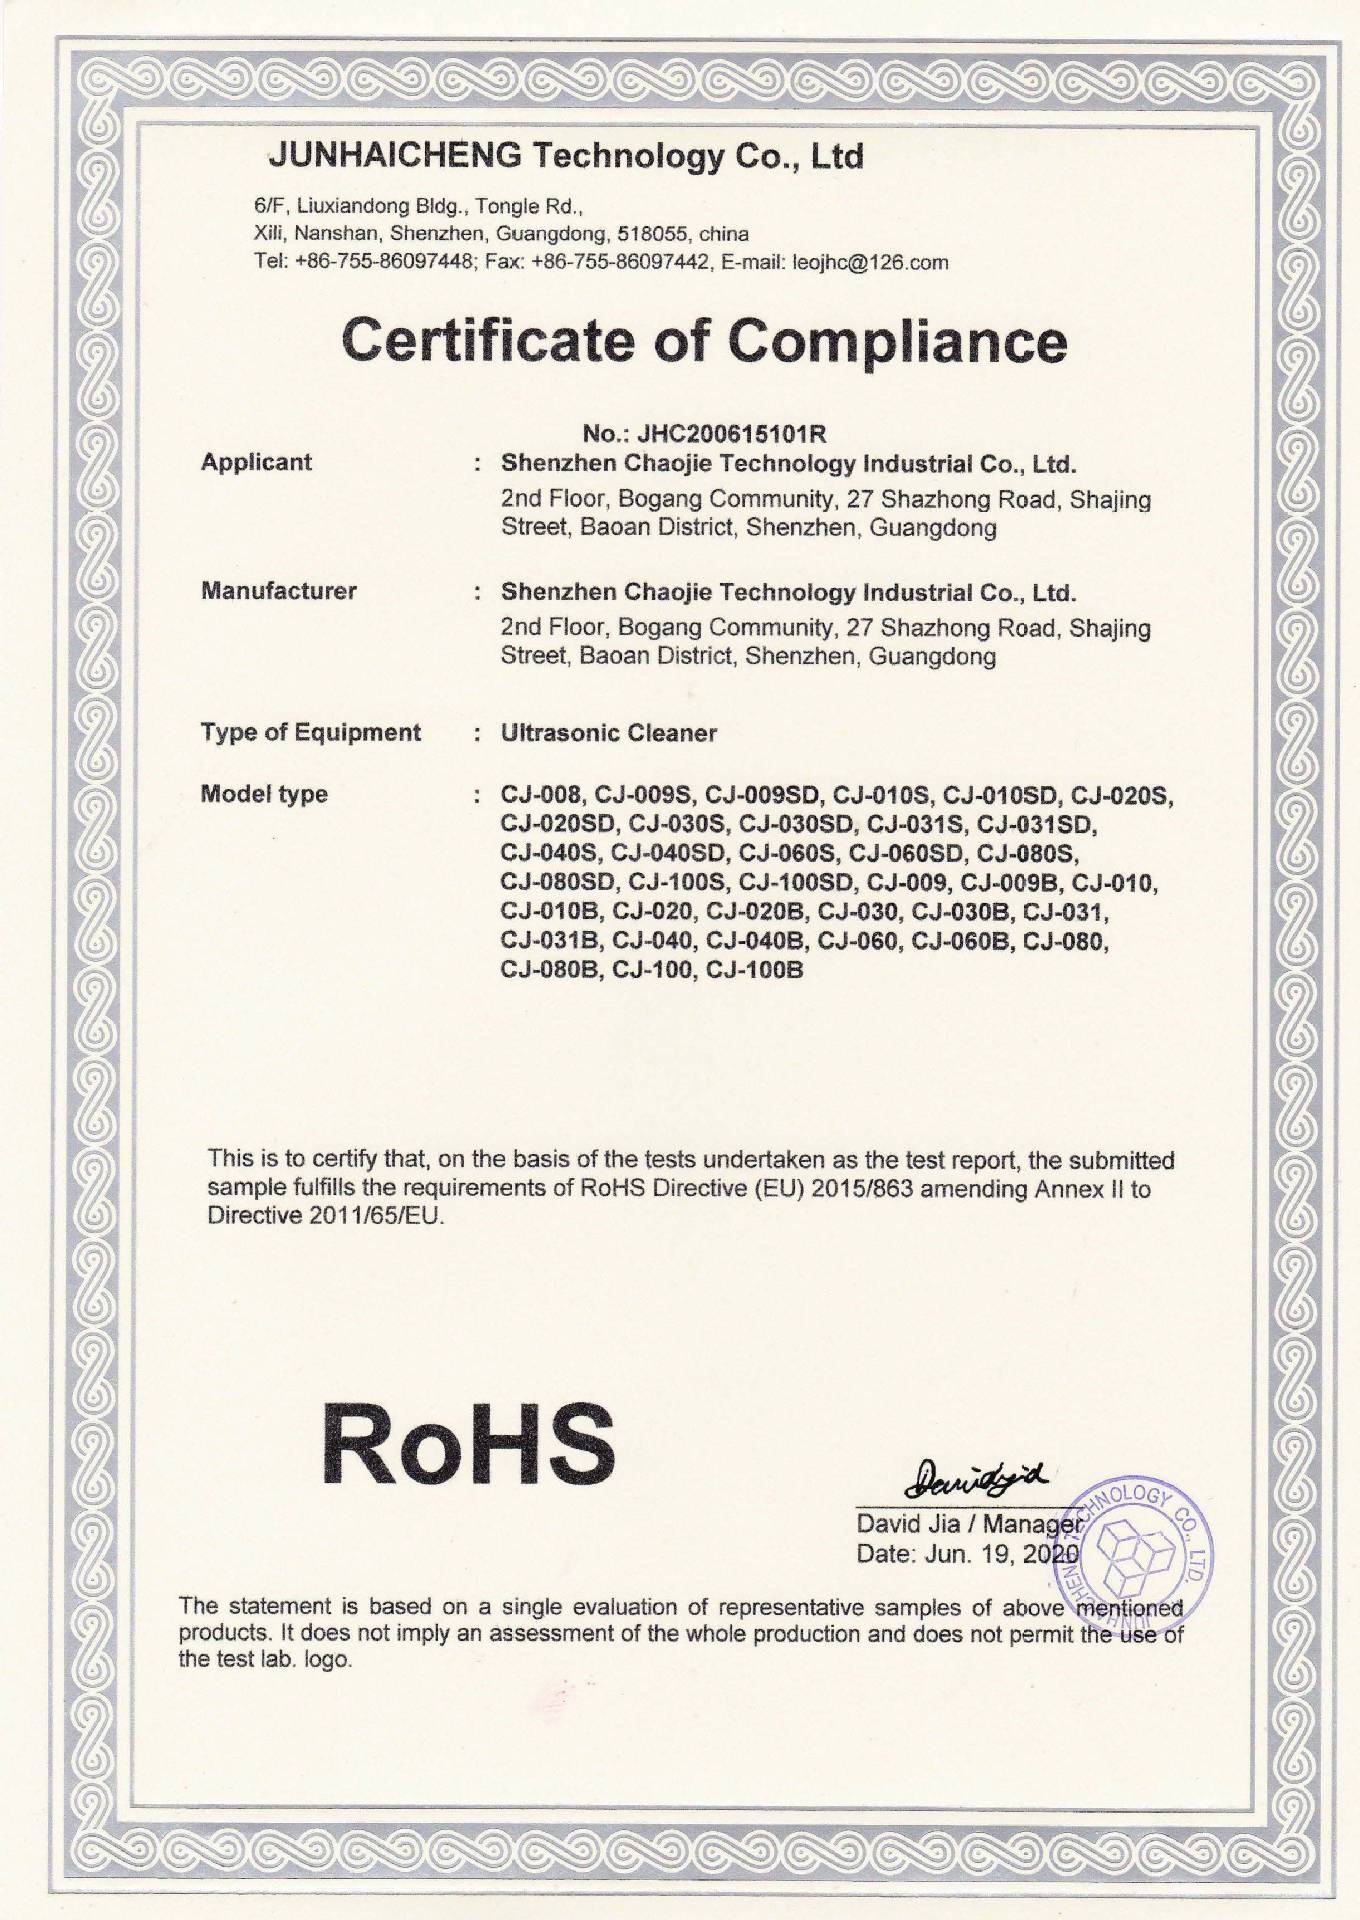 JUNHAICHENG Technology Co., Ltd
6/F, Liuxiandong Bldg., Tongle Rd.,
Xili, Nanshan, Shenzhen, Guangdong, 518055, china
Tel: +86-755-86097448; Fax: +86-755-86097442, E-mail: leojhc@126.com
Certificate of Compliance
No.: JHC200615101R
Applicant : Shenzhen Chaojie Technology Industrial Co., Ltd.
2nd Floor, Bogang Community, 27 Shazhong Road, Shajing
Street, Baoan District, Shenzhen, Guangdong
Manufacturer : Shenzhen Chaojie Technology Industrial Co., Ltd.
2nd Floor, Bogang Community, 27 Shazhong Road, Shajing
Street, Baoan District, Shenzhen, Guangdong
Type of Equipment : Ultrasonic Cleaner
Model type : CJ-008, CJ-009S, CJ-009SD, CJ-010S, CJ-010SD, CJ-020S,
CJ-020SD, CJ-030S, CJ-030SD, CJ-031S, CJ-031SD,
CJ-040S, CJ-040SD, CJ-060S, CJ-060SD, CJ-080S,
CJ-080SD, CJ-100S, CJ-100SD, CJ-009, CJ-009B, CJ-010,
CJ-010B, CJ-020, CJ-020B, CJ-030, CJ-030B, CJ-031,
CJ-031B, CJ-040, CJ-040B, CJ-060, CJ-060B, CJ-080,
CJ-080B, CJ-100, CJ-100B
This is to certify that, on the basis of the tests undertaken as the test report, the submitted
sample fulfills the requirements of RoHS Directive (EU) 2015/863 amending Annex II to
Directive 2011/65/EU.
RoHS
David Jia / Manager
Date: Jun. 19, 2020
JUNHAICHENG TECHNOLOGY CO., LTD.
The statement is based on a single evaluation of representative samples of above mentioned
products. It does not imply an assessment of the whole production and does not permit the use of
the test lab. logo.